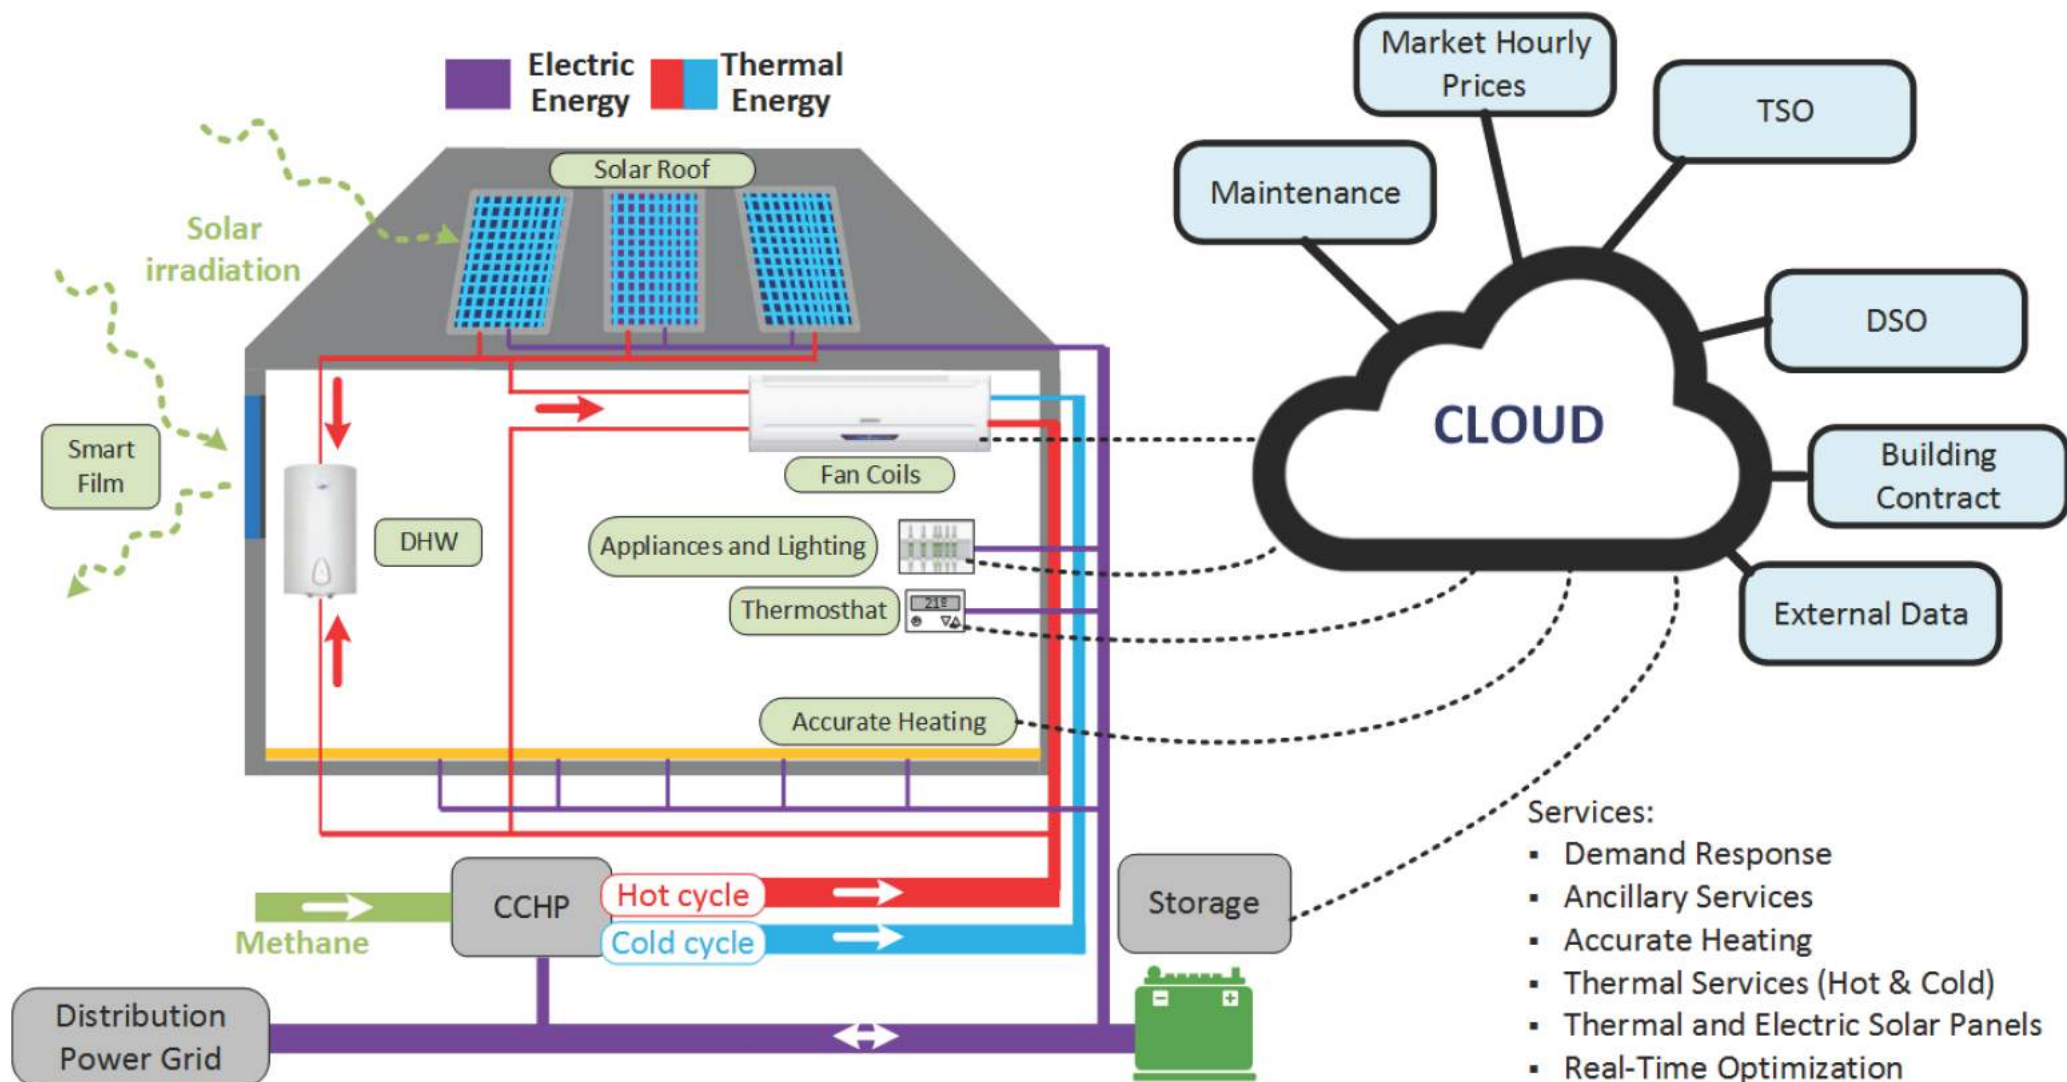 Electric
Energy
Thermal
Energy
Solar Roof
Solar
irradiation
Smart
Film
DHW
Fan Coils
Appliances and Lighting
Thermosthat
21º
Accurate Heating
CCHP
Hot cycle
Cold cycle
Methane
Distribution
Power Grid
Storage
Market Hourly
Prices
TSO
Maintenance
DSO
CLOUD
Building
Contract
External Data
Services:
▪ Demand Response
▪ Ancillary Services
▪ Accurate Heating
▪ Thermal Services (Hot & Cold)
▪ Thermal and Electric Solar Panels
▪ Real-Time Optimization